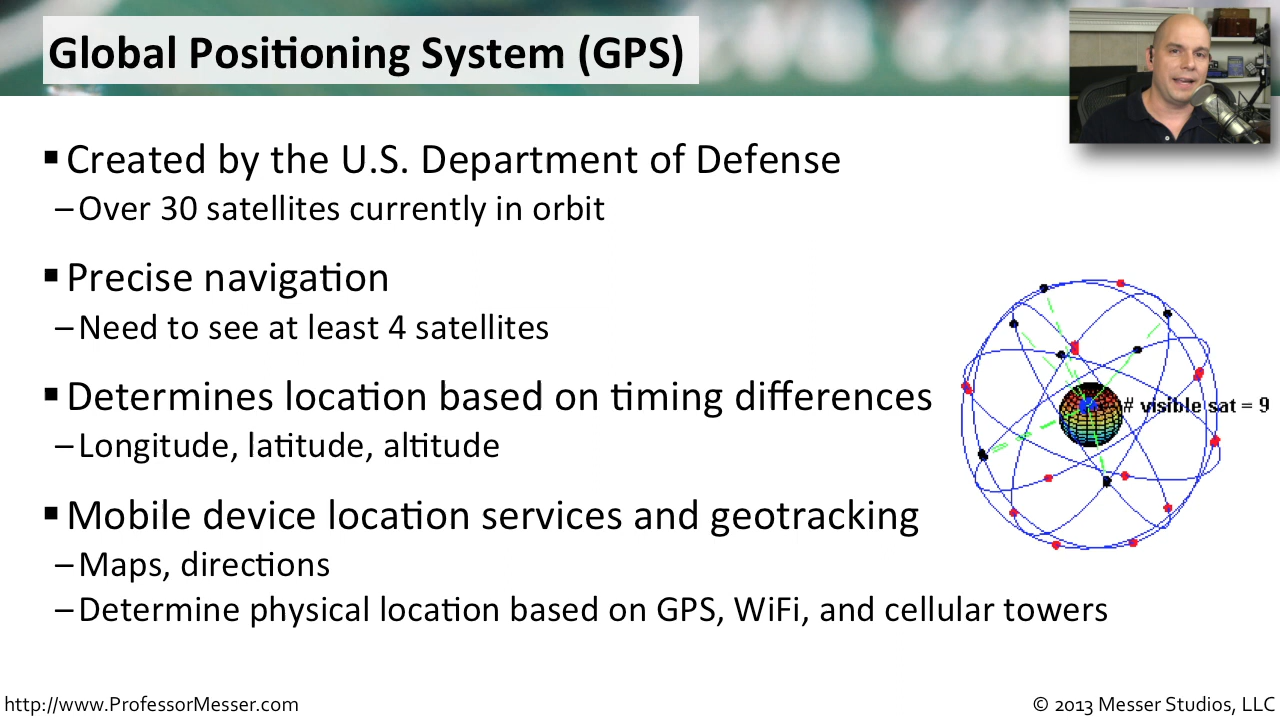 Global Positioning System (GPS)
▪ Created by the U.S. Department of Defense
– Over 30 satellites currently in orbit
▪ Precise navigation
– Need to see at least 4 satellites
▪ Determines location based on timing differences
– Longitude, latitude, altitude
# visible sat = 9
▪ Mobile device location services and geotracking
– Maps, directions
– Determine physical location based on GPS, WiFi, and cellular towers
http://www.ProfessorMesser.com
© 2013 Messer Studios, LLC